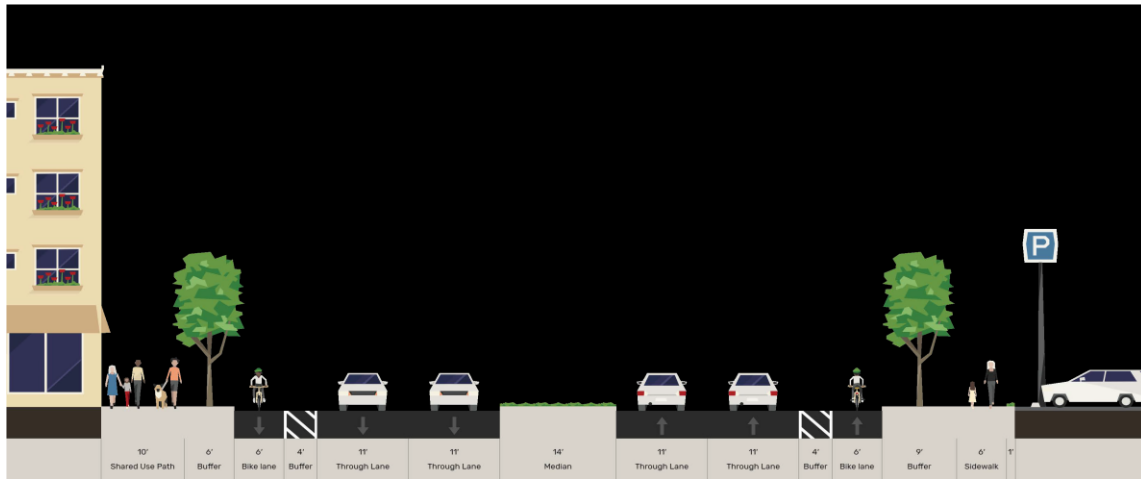 P
10' 6' 6' 4' 11' 11' 14' 11' 11' 4' 6' 9' 6' 1'
Shared Use Path Buffer Bike lane Buffer Through Lane Through Lane Median Through Lane Through Lane Buffer Bike lane Buffer Sidewalk